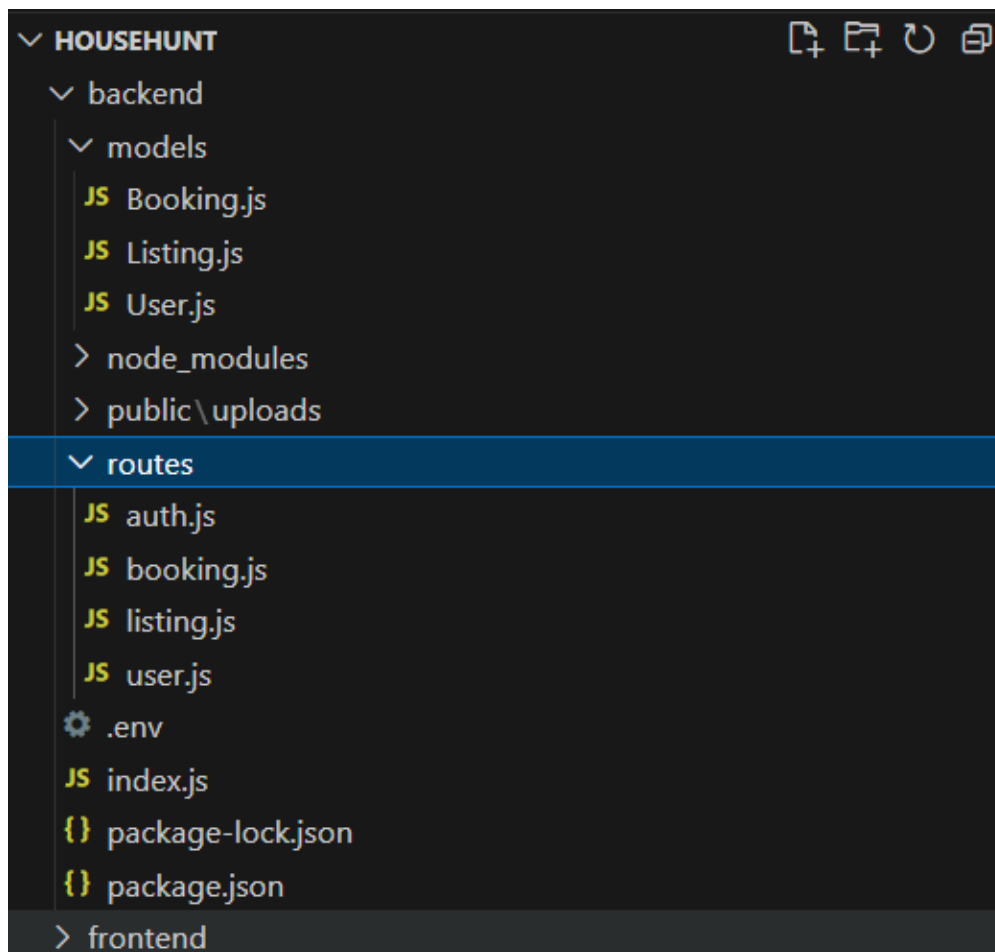 HOUSEHUNT
backend
models
JS Booking.js
JS Listing.js
JS User.js
node_modules
public\uploads
routes
JS auth.js
JS booking.js
JS listing.js
JS user.js
.env
JS index.js
{} package-lock.json
{} package.json
frontend